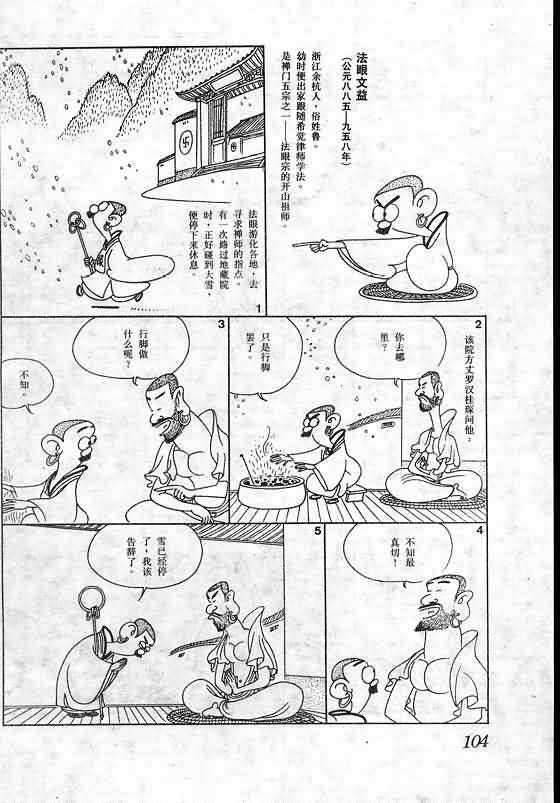 法眼文益
（公元八八五—九五八年）
浙江余杭人，俗姓鲁。
幼时便出家跟随希觉律师学法。
是禅门五宗之一——法眼宗的开山祖师。
法眼游化各地，去
寻求禅师的指点。
有一次路过地藏院
时，正好碰到大雪，
便停下来休息。
1
2
该院方丈罗汉桂琛问他：
你去哪
里？
只是行脚
罢了。
3
行脚做
什么呢？
不知。
4
不知最
真切！
5
雪已经停
了，我该
告辞了。
104